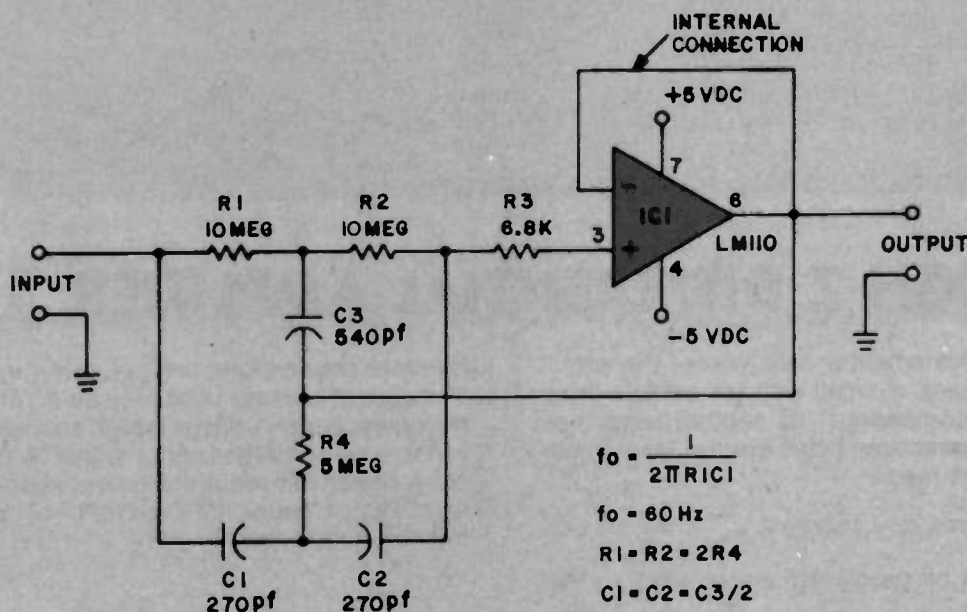 INTERNAL
CONNECTION
+5 VDC
7
R1
10MEG
R2
10MEG
R3
6.8K
3
-
+
IC1
6
LM110
4
-5 VDC
INPUT
OUTPUT
C3
540pf
R4
5MEG
C1
270pf
C2
270pf
fo = 1
2πR1C1
fo = 60Hz
R1=R2=2R4
C1=C2=C3/2